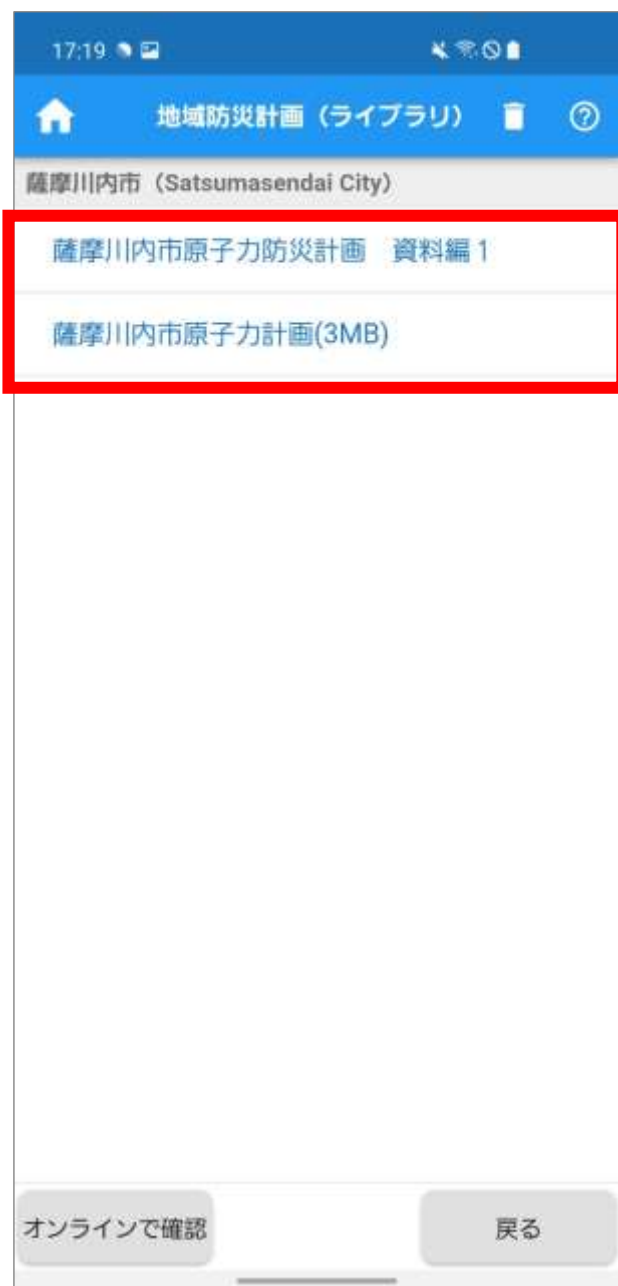 17:19
地域防災計画（ライブラリ）
薩摩川内市（Satsumasendai City）
薩摩川内市原子力防災計画　資料編１
薩摩川内市原子力計画(3MB)
オンラインで確認
戻る